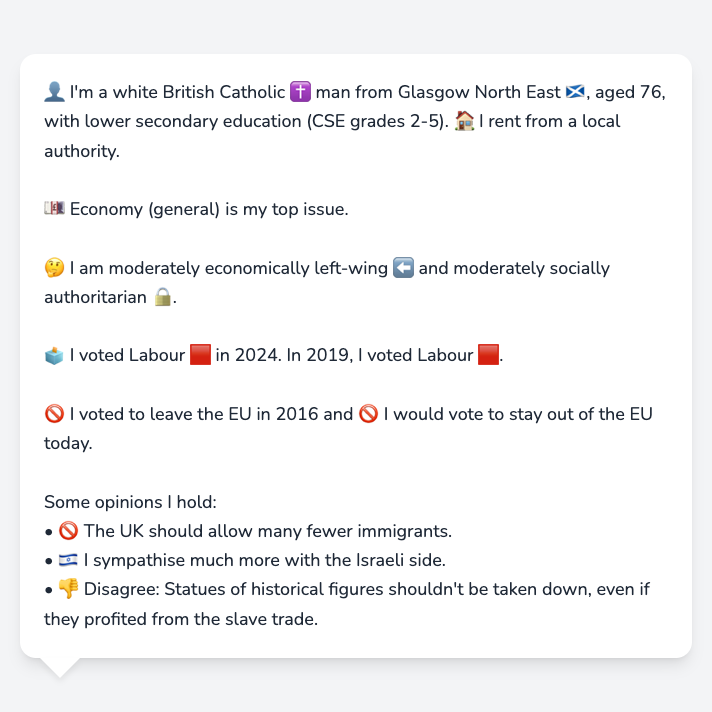 👤 I'm a white British Catholic ✝️ man from Glasgow North East 🏴󠁧󠁢󠁳󠁣󠁴󠁿, aged 76,
with lower secondary education (CSE grades 2-5). 🏠 I rent from a local
authority.
💷 Economy (general) is my top issue.
🤔 I am moderately economically left-wing ⬅️ and moderately socially
authoritarian 🔒.
🗳️ I voted Labour 🟥 in 2024. In 2019, I voted Labour 🟥.
🚫 I voted to leave the EU in 2016 and 🚫 I would vote to stay out of the EU
today.
Some opinions I hold:
• 🚫 The UK should allow many fewer immigrants.
• 🇮🇱 I sympathise much more with the Israeli side.
• 👎 Disagree: Statues of historical figures shouldn't be taken down, even if
they profited from the slave trade.